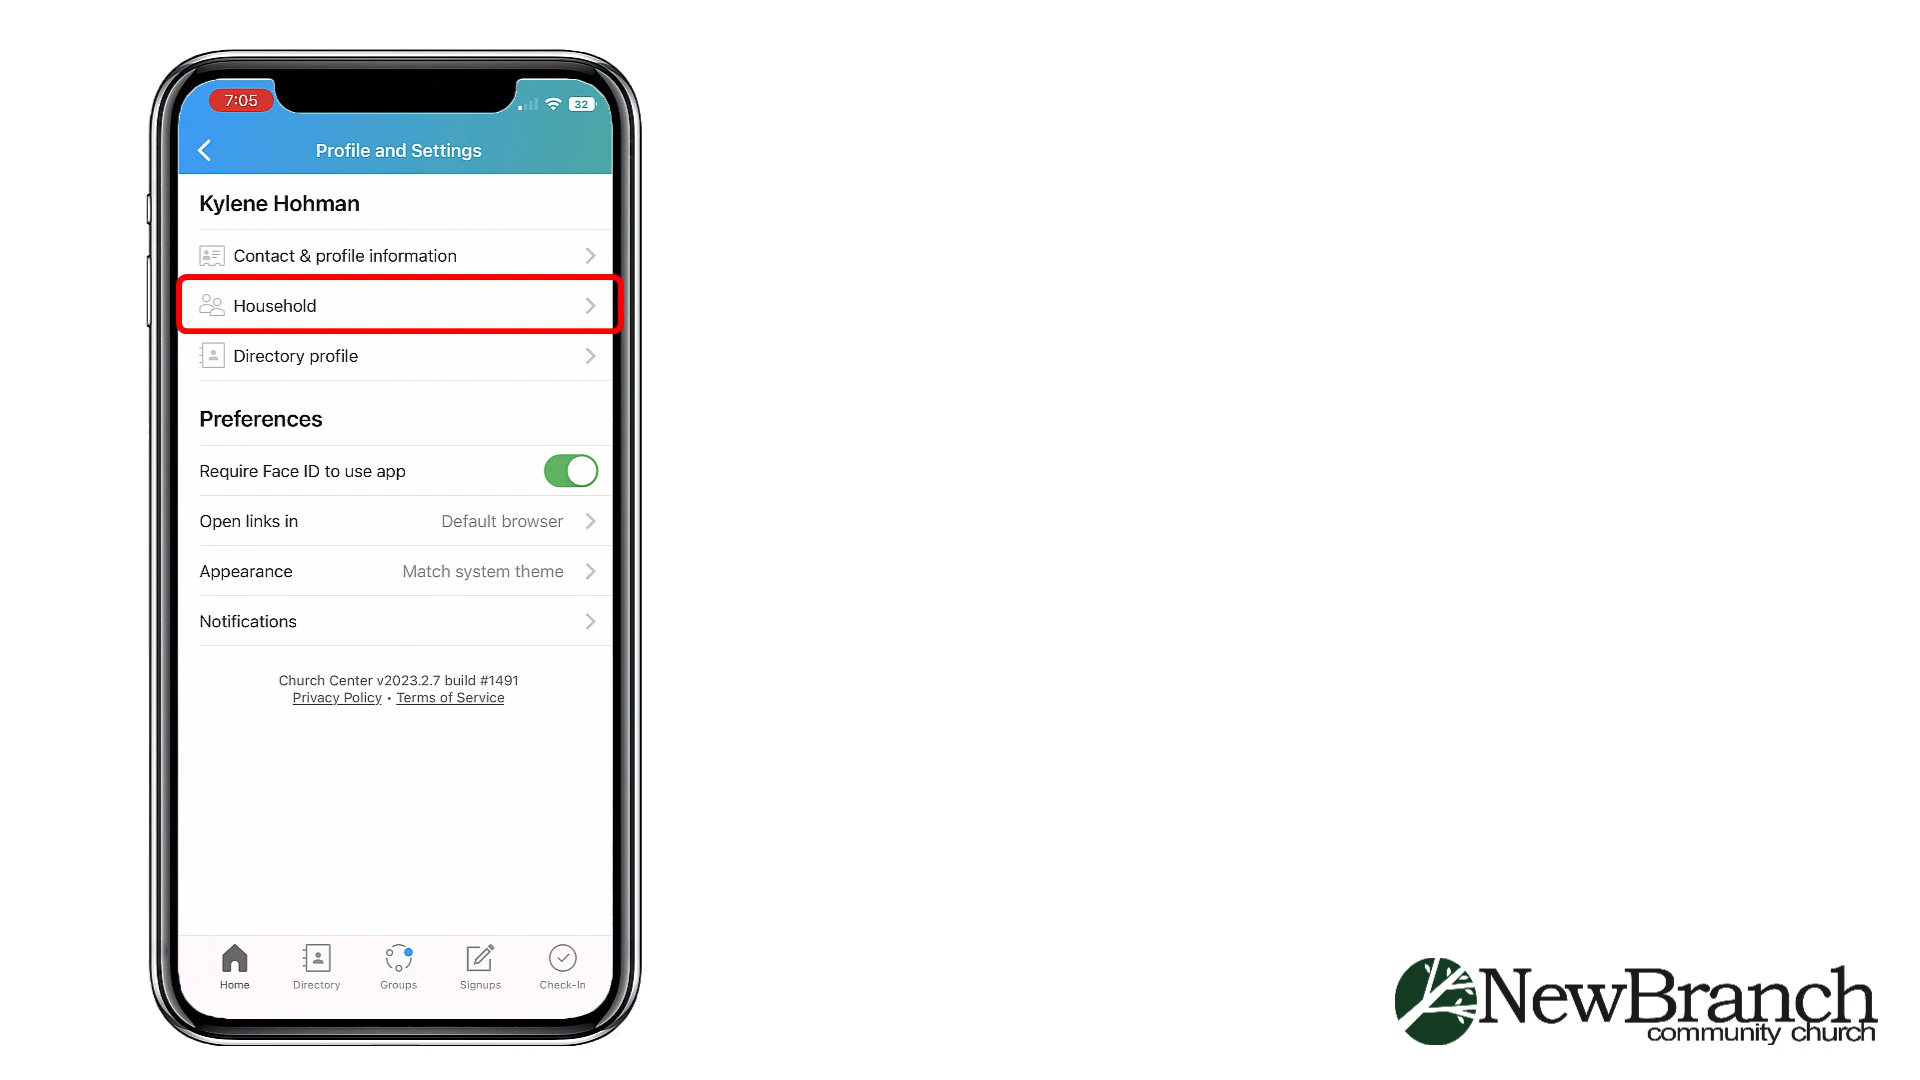 7:05
32
Profile and Settings
Kylene Hohman
Contact & profile information
Household
Directory profile
Preferences
Require Face ID to use app
Open links in Default browser
Appearance Match system theme
Notifications
Church Center v2023.2.7 build #1491
Privacy Policy • Terms of Service
Home Directory Groups Signups Check-In
NewBranch
community church